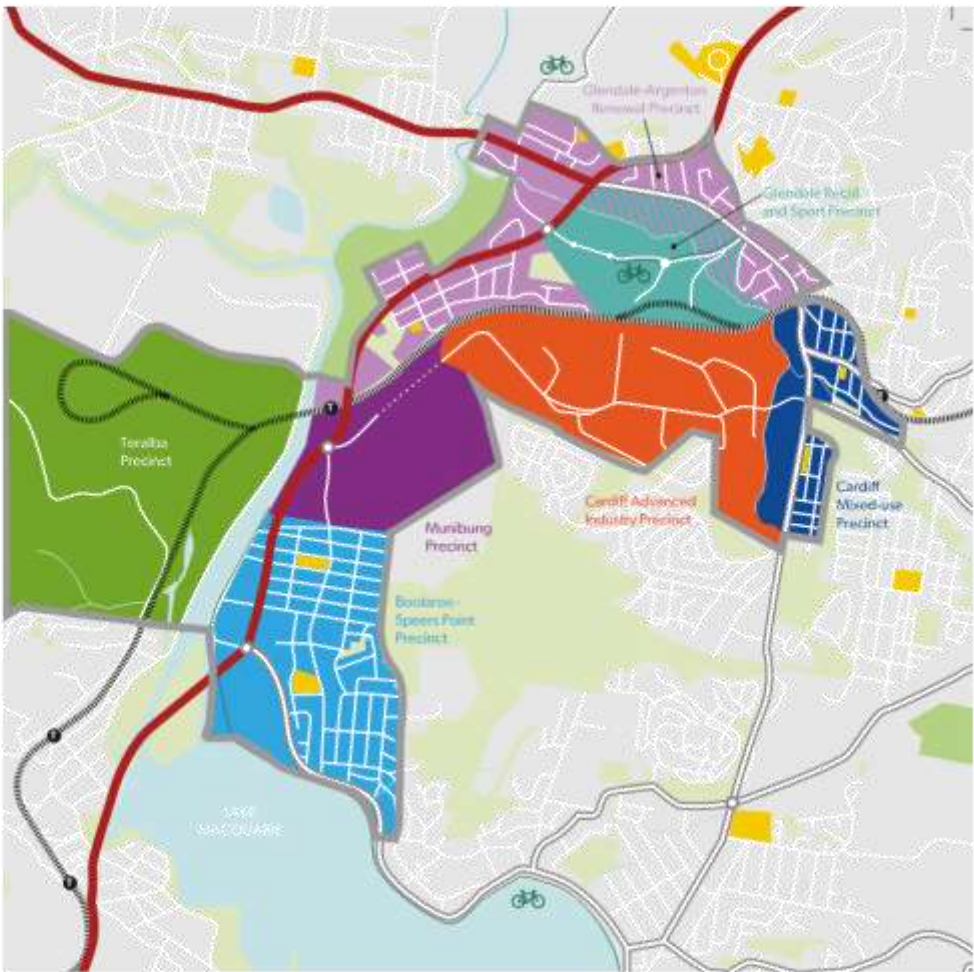 Glendale-Argenton
Renewal Precinct
Glendale Retail
and Sport Precinct
Teralba
Precinct
Cardiff Advanced
Industry Precinct
Cardiff
Mixed-use
Precinct
Munibung
Precinct
Boolaroo-
Speers Point
Precinct
LAKE
MACQUARIE